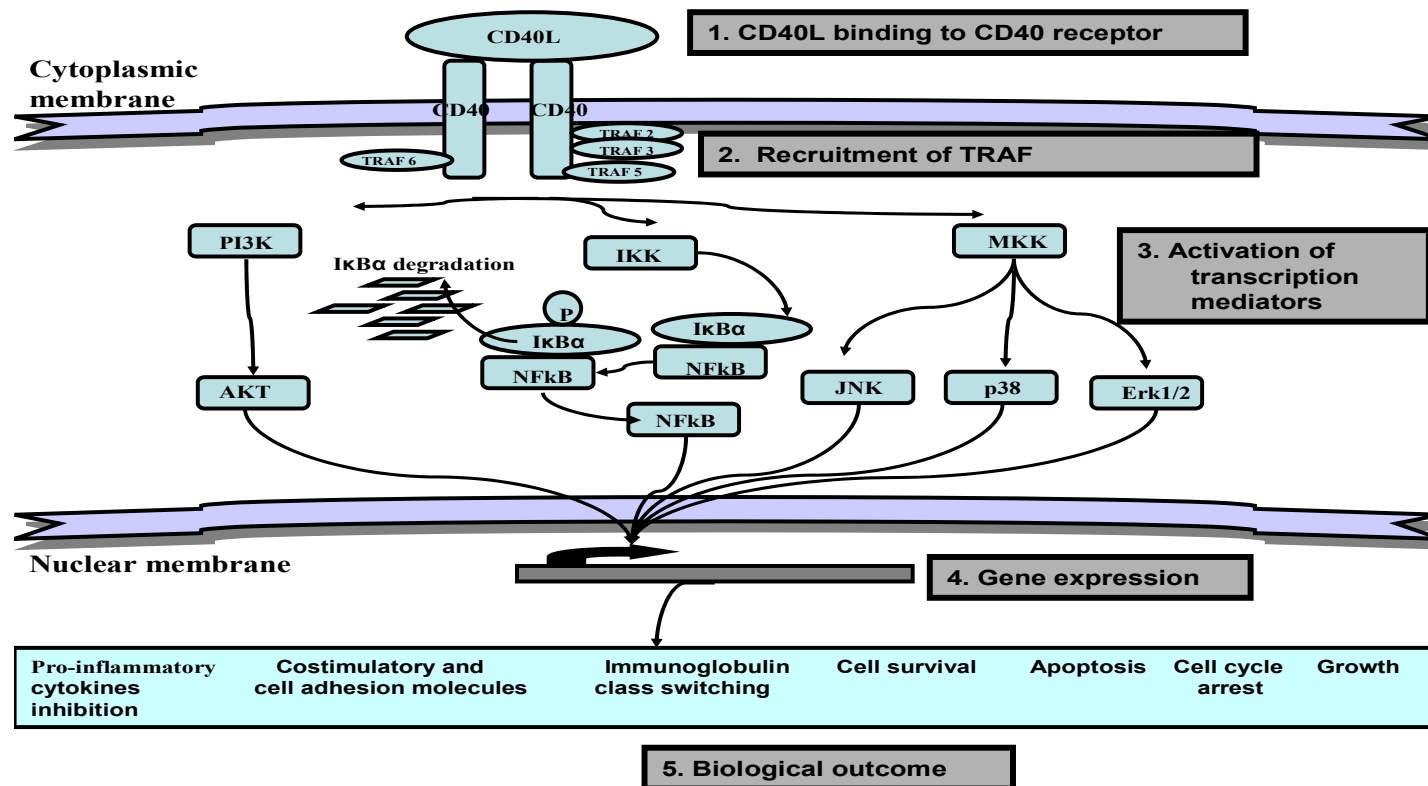 CD40L
1. CD40L binding to CD40 receptor
Cytoplasmic
membrane
CD40
CD40
TRAF 2
TRAF 3
TRAF 5
TRAF 6
2. Recruitment of TRAF
PI3K
IKK
MKK
3. Activation of
transcription
mediators
IκBα degradation
P
IκBα
NFkB
IκBα
NFkB
AKT
JNK
p38
Erk1/2
NFkB
Nuclear membrane
4. Gene expression
Pro-inflammatory
cytokines
inhibition
Costimulatory and
cell adhesion molecules
Immunoglobulin
class switching
Cell survival
Apoptosis
Cell cycle
arrest
Growth
5. Biological outcome